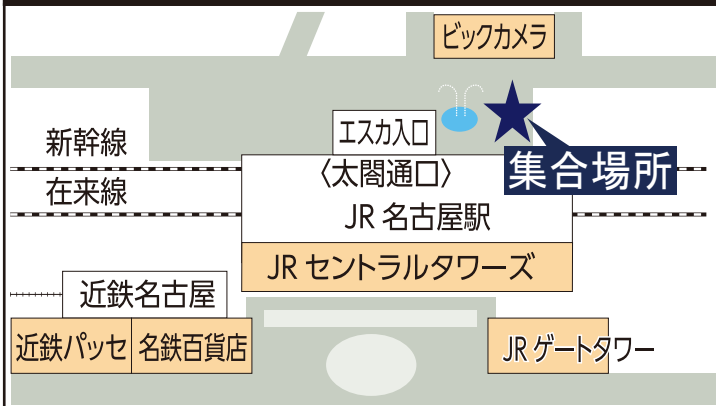 ビックカメラ
エスカ入口
新幹線
集合場所
〈太閤通口〉
在来線
JR 名古屋駅
JR セントラルタワーズ
近鉄名古屋
近鉄パッセ
名鉄百貨店
JR ゲートタワー